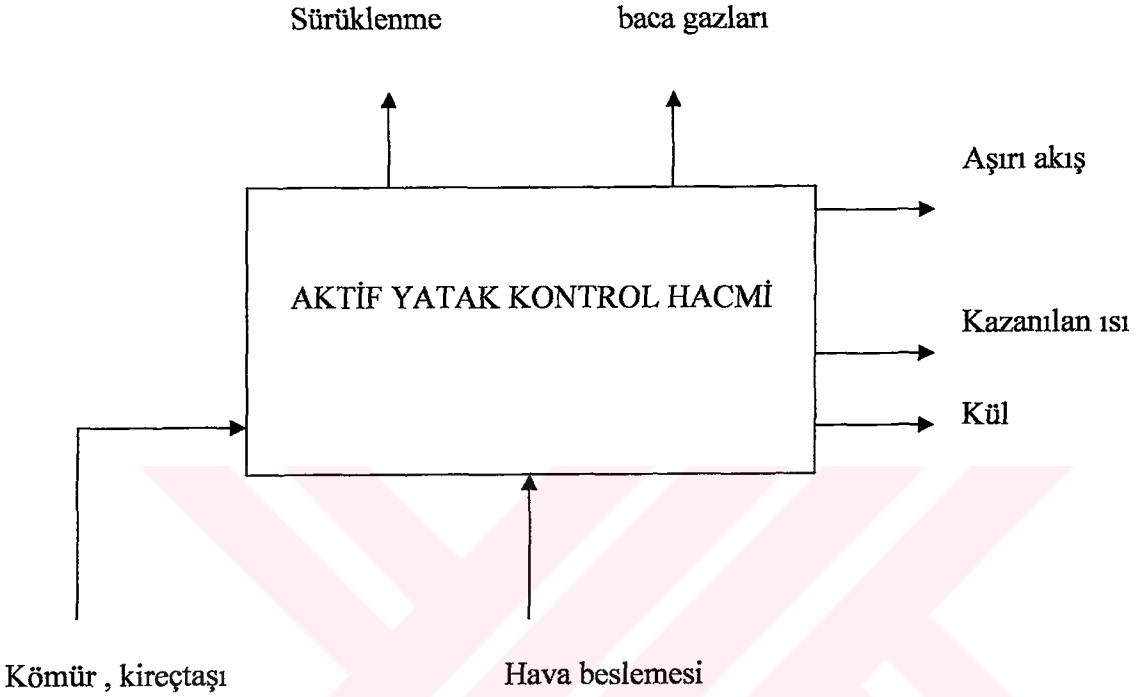 Sürüklenme
baca gazları
Aşırı akış
AKTİF YATAK KONTROL HACMİ
Kazanılan ısı
Kül
Kömür , kireçtaşı
Hava beslemesi